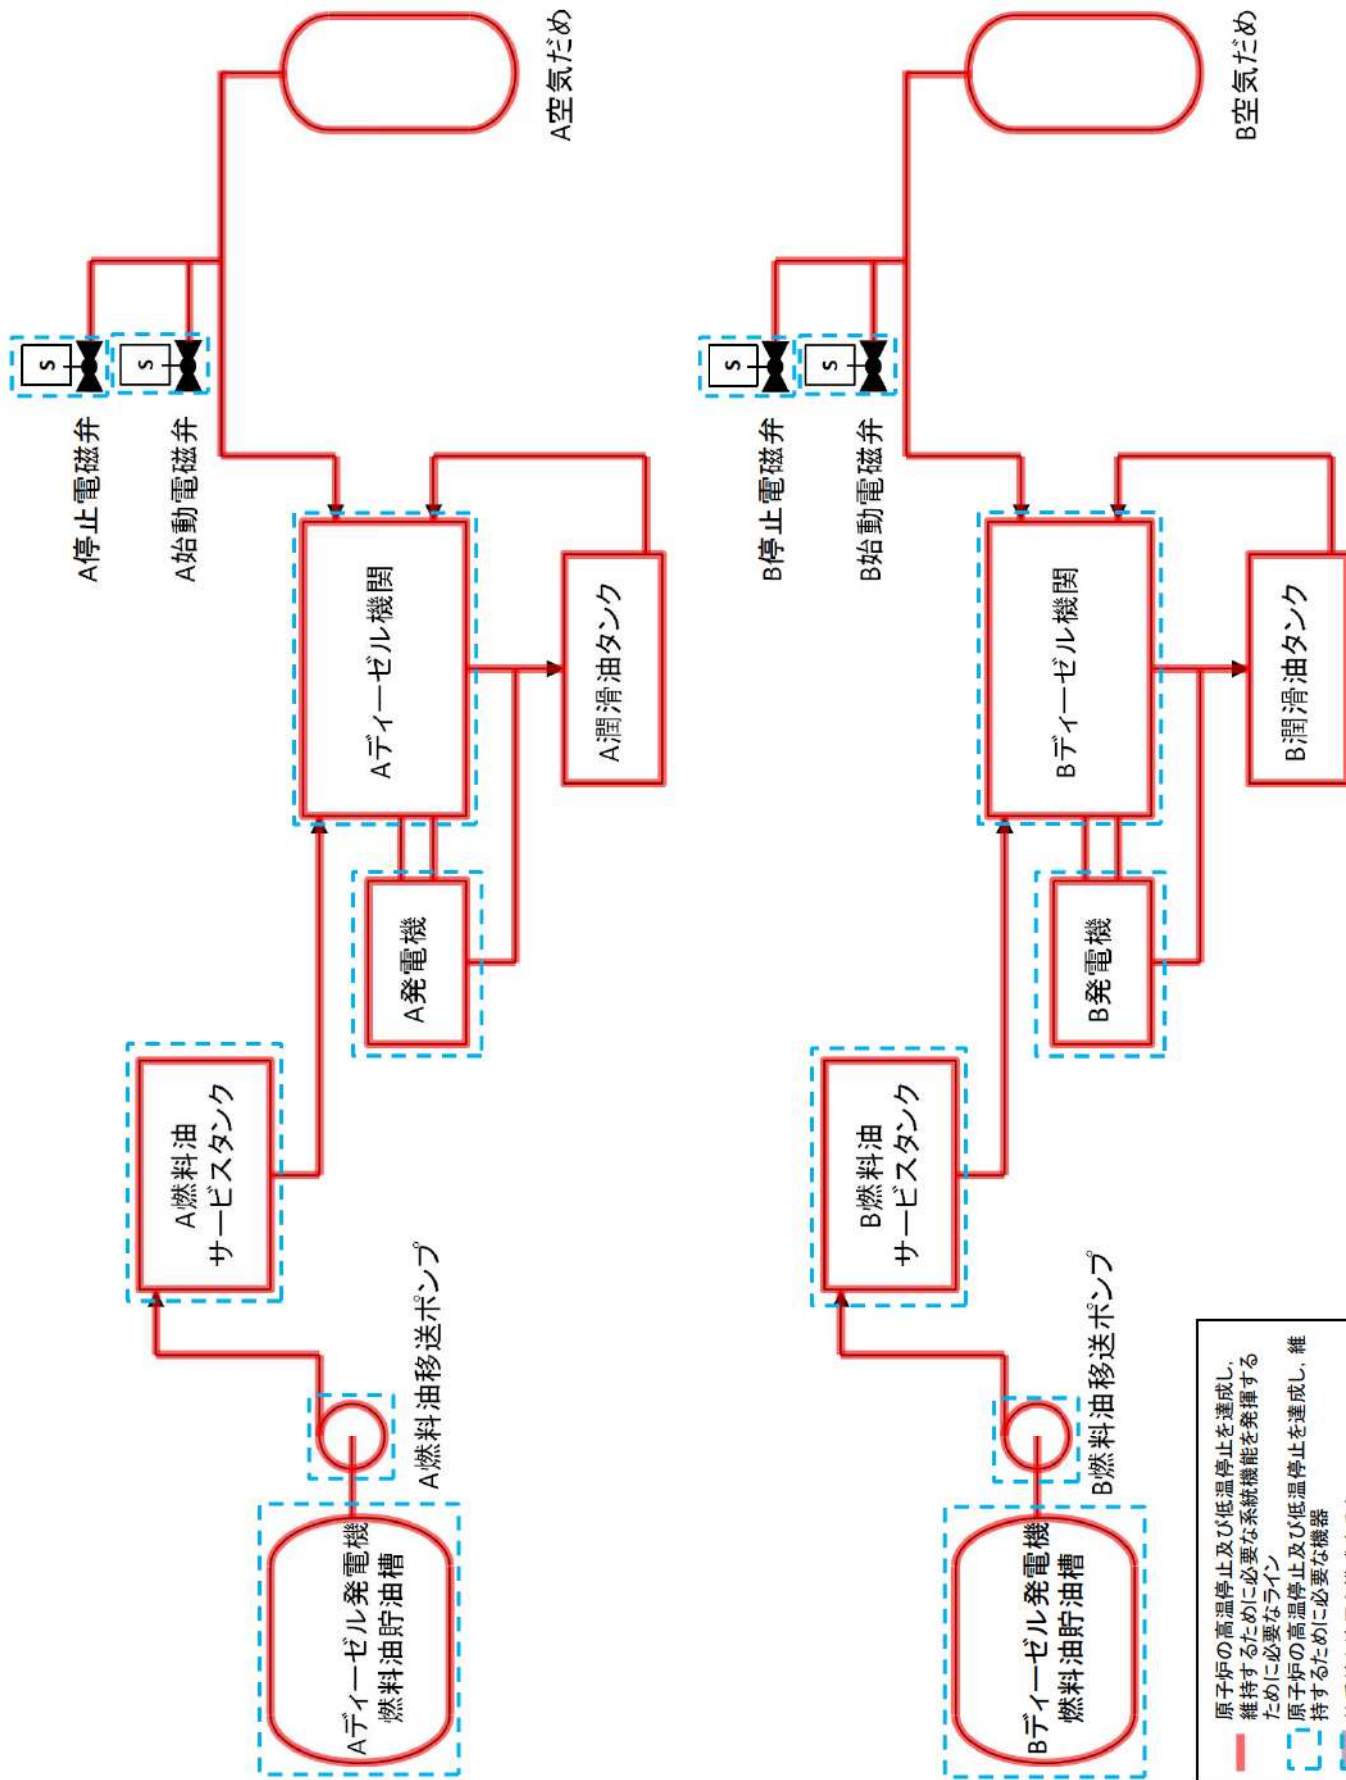 Aディーゼル発電機
燃料油貯油槽
A燃料油移送ポンプ
A燃料油
サービスタンク
A発電機
Aディーゼル機関
A潤滑油タンク
A停止電磁弁
A始動電磁弁
S
S
A空気だめ
Bディーゼル発電機
燃料油貯油槽
B燃料油移送ポンプ
B燃料油
サービスタンク
B発電機
Bディーゼル機関
B潤滑油タンク
B停止電磁弁
B始動電磁弁
S
S
B空気だめ
原子炉の高温停止及び低温停止を達成し,
維持するために必要な系統機能を発揮する
ために必要なライン
原子炉の高温停止及び低温停止を達成し, 維
持するために必要な機器